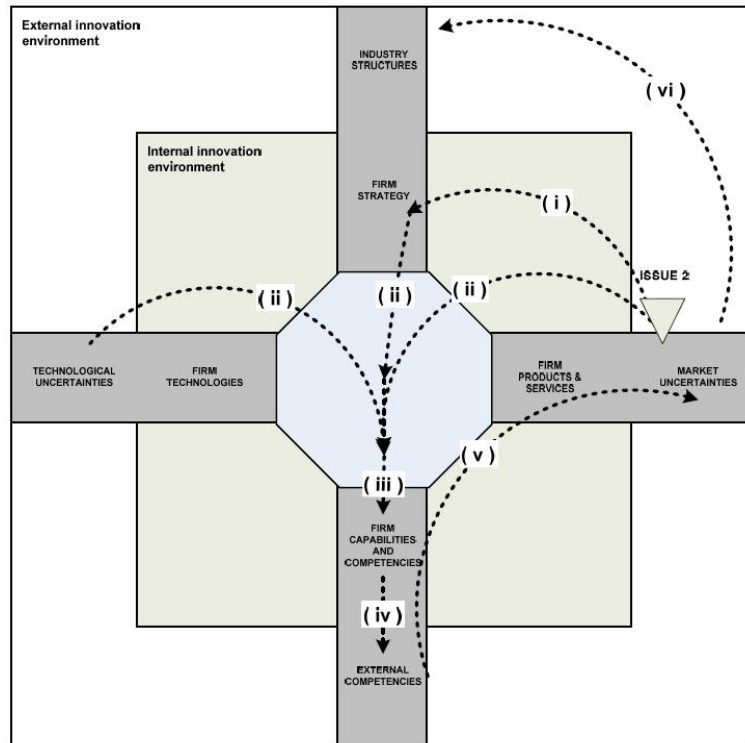 External innovation
environment
INDUSTRY
STRUCTURES
( vi )
Internal innovation
environment
FIRM
STRATEGY
( i )
ISSUE 2
( ii )
( ii )
( ii )
TECHNOLOGICAL
UNCERTAINTIES
FIRM
TECHNOLOGIES
FIRM
PRODUCTS &
SERVICES
MARKET
UNCERTAINTIES
( v )
( iii )
FIRM
CAPABILITIES
AND
COMPETENCIES
( iv )
EXTERNAL
COMPETENCIES